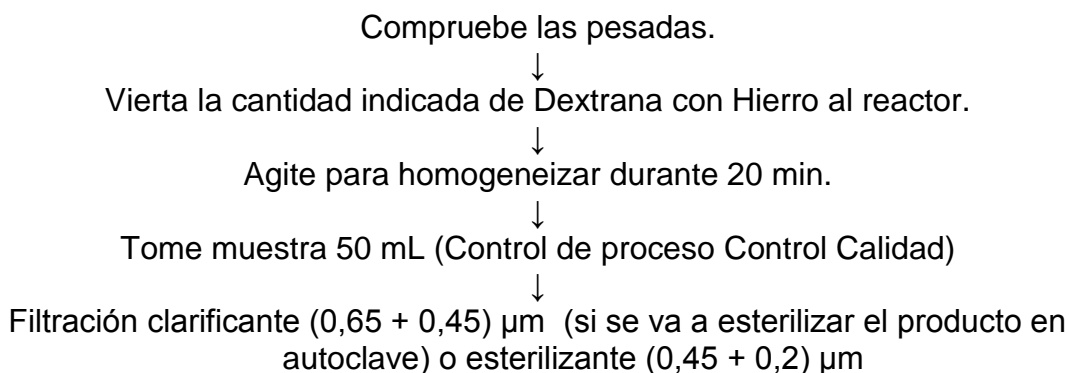 Compruebe las pesadas.
↓
Vierta la cantidad indicada de Dextrana con Hierro al reactor.
↓
Agite para homogeneizar durante 20 min.
↓
Tome muestra 50 mL (Control de proceso Control Calidad)
↓
Filtración clarificante (0,65 + 0,45) μm  (si se va a esterilizar el producto en
autoclave) o esterilizante (0,45 + 0,2) μm